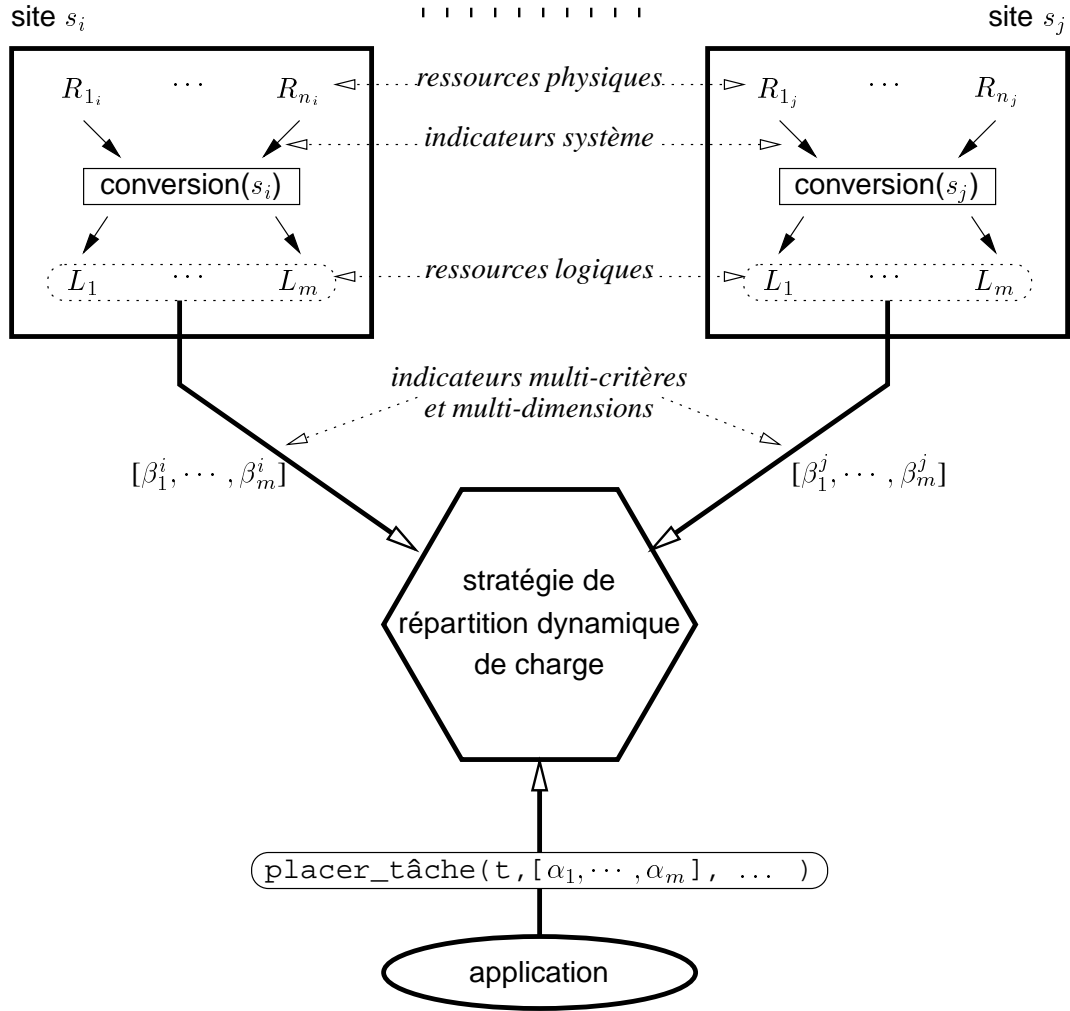 site s_i
site s_j
R_{1_i} ··· R_{n_i}
ressources physiques
R_{1_j} ··· R_{n_j}
indicateurs système
conversion(s_i)
conversion(s_j)
L_1 ··· L_m
ressources logiques
L_1 ··· L_m
indicateurs multi-critères
et multi-dimensions
[β_1^i, ··· , β_m^i]
[β_1^j, ··· , β_m^j]
stratégie de
répartition dynamique
de charge
placer_tâche(t,[α_1, ··· , α_m], ... )
application